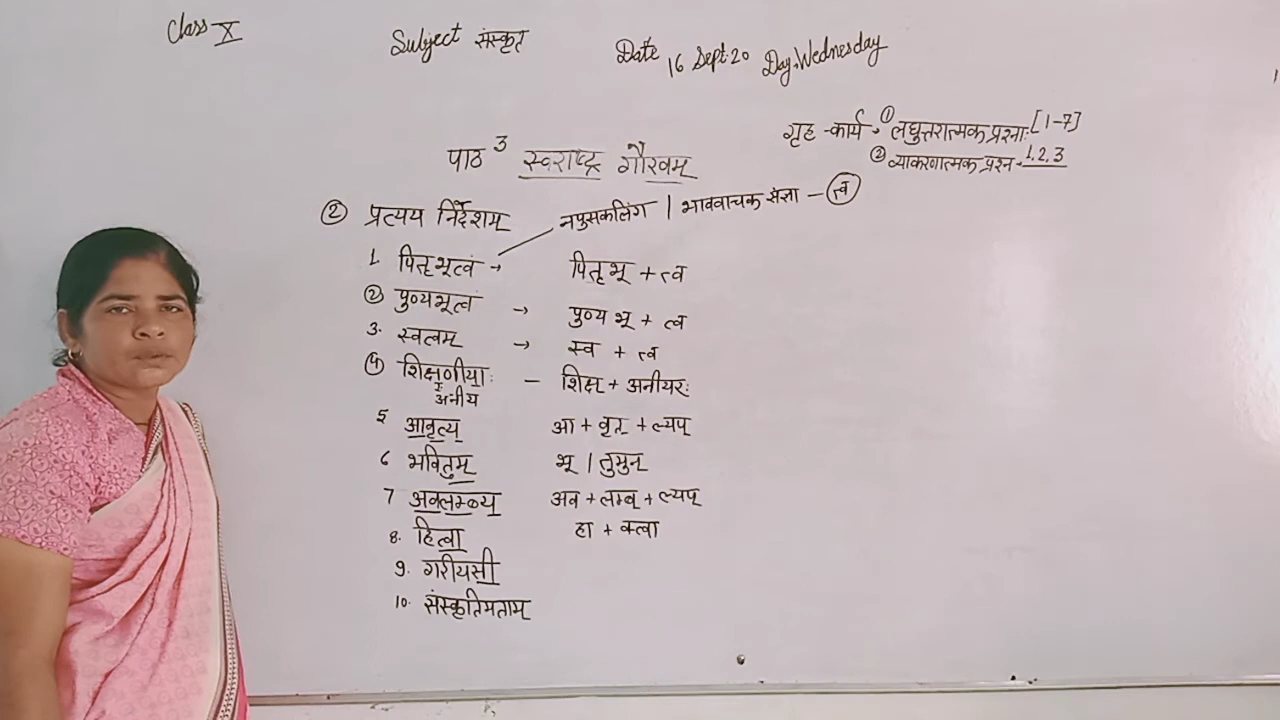 Class X
Subject संस्कृत
Date 16 Sept.20 Day. Wednesday
गृह-कार्य → ① लघुत्तरात्मक प्रश्नाः [1-7]
② व्याकरणात्मक प्रश्न - 1,2,3
पाठ 3 स्वराष्ट्र गौरवम्
② प्रत्यय निर्देशम्
नपुसकलिंग | भाववाचक संज्ञा - त्व
1. पितृभूत्वं → पितृभू + त्व
② पुण्यभूत्वं → पुण्य भू + त्व
3. स्वत्वम् → स्व + त्व
④ शिक्षणीयाः - शिक्ष + अनीयरः
अनीय
5 आवृत्य आ + वृत् + ल्यप्
6 भवितुम् भू | तुमुन्
7 अवलम्ब्य अव + लम्ब् + ल्यप्
8. हित्वा हा + क्त्वा
9. गरीयसी
10. संस्कृतिमताम्